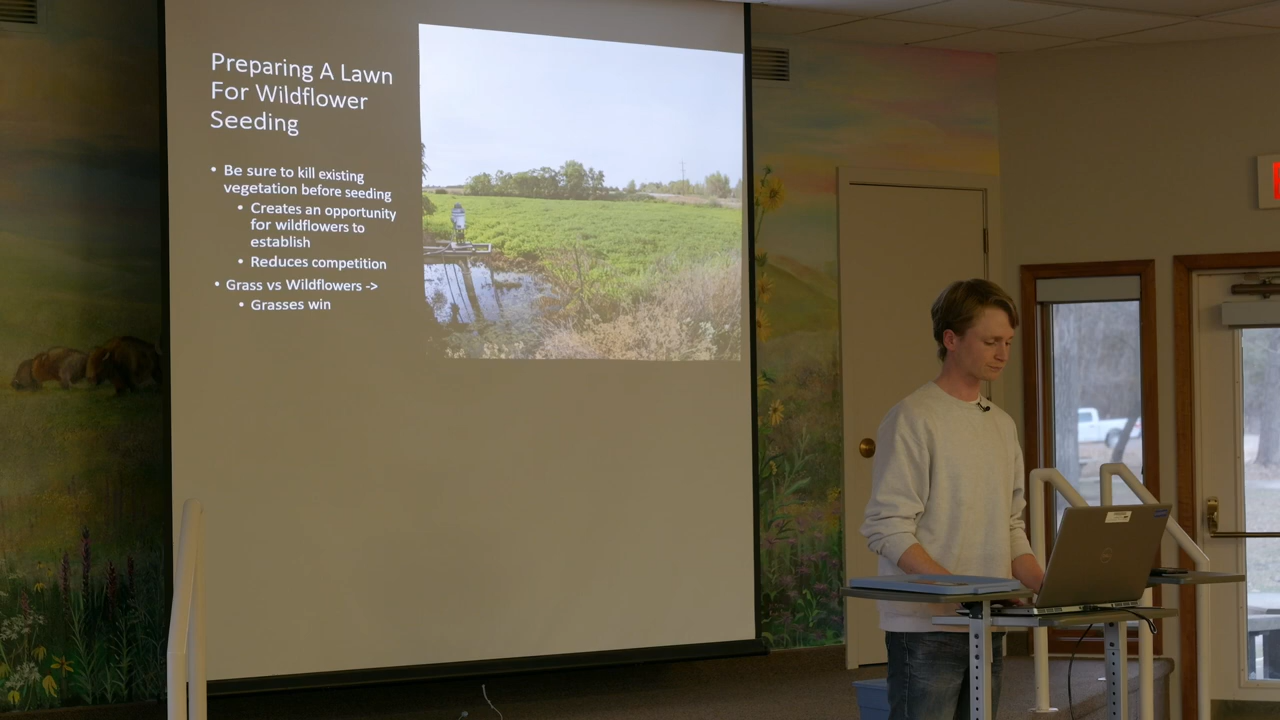 Preparing A Lawn
For Wildflower
Seeding
• Be sure to kill existing
vegetation before seeding
• Creates an opportunity
for wildflowers to
establish
• Reduces competition
• Grass vs Wildflowers ->
• Grasses win